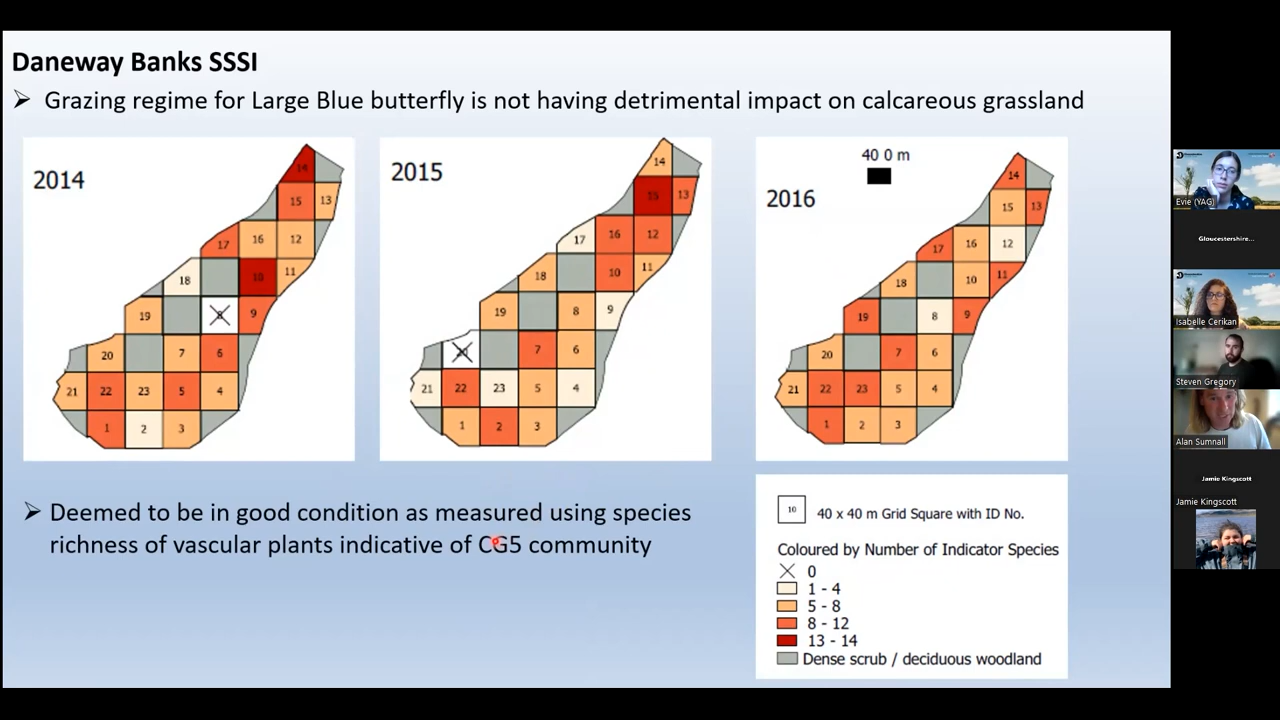 Daneway Banks SSSI
➢ Grazing regime for Large Blue butterfly is not having detrimental impact on calcareous grassland
2014
14
15 13
17 16 12
18 10 11
19 8 9
20 7 6
21 22 23 5 4
1 2 3
2015
14
15 13
17 16 12
18 10 11
19 8 9
7 6
21 22 23 5 4
1 2 3
40 0 m
2016
14
15 13
17 16 12
18 10 11
19 8 9
20 7 6
21 22 23 5 4
1 2 3
➢ Deemed to be in good condition as measured using species
richness of vascular plants indicative of CG5 community
10 40 x 40 m Grid Square with ID No.
Coloured by Number of Indicator Species
0
1 - 4
5 - 8
8 - 12
13 - 14
Dense scrub / deciduous woodland
Evie (YAG)
Gloucestershire...
Isabelle Cerikan
Steven Gregory
Alan Sumnall
Jamie Kingscott
Jamie Kingscott